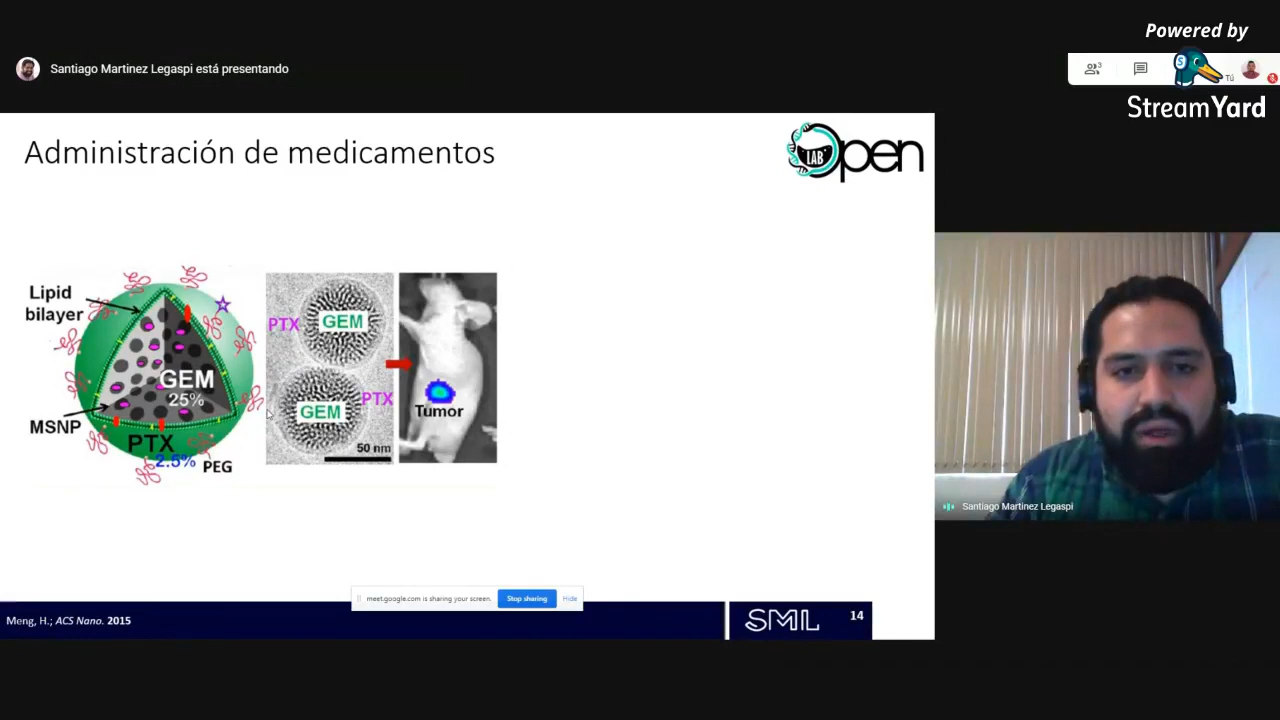 Powered by
StreamYard
Santiago Martinez Legaspi está presentando
3
Tú
Administración de medicamentos
LAB
Open
Lipid
bilayer
GEM
25%
MSNP
PTX
2.5%
PEG
PTX
GEM
PTX
GEM
50 nm
Tumor
Santiago Martinez Legaspi
meet.google.com is sharing your screen.
Stop sharing
Hide
Meng, H.; ACS Nano. 2015
SML
14